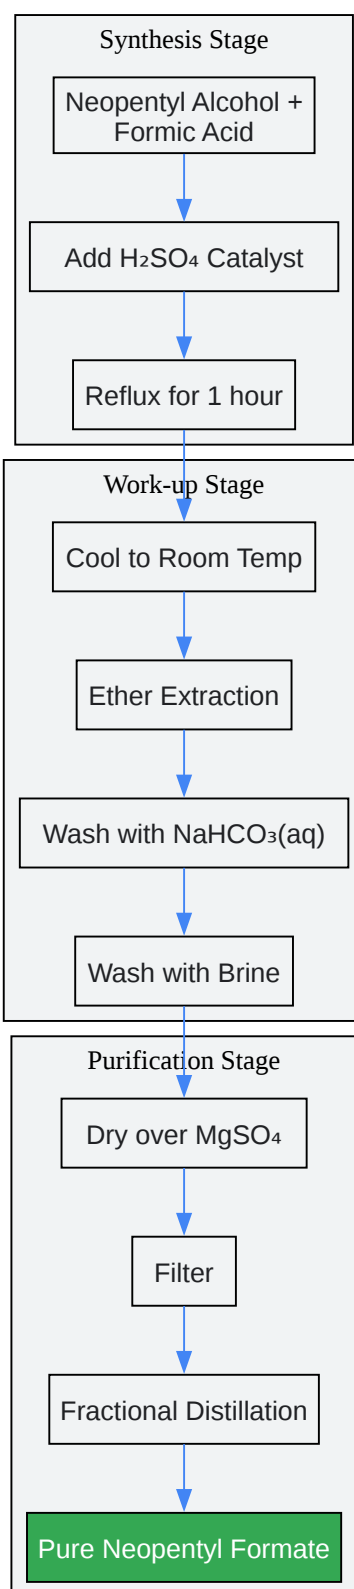 Synthesis Stage
Neopentyl Alcohol +
Formic Acid
Add H₂SO₄ Catalyst
Reflux for 1 hour
Work-up Stage
Cool to Room Temp
Ether Extraction
Wash with NaHCO₃(aq)
Wash with Brine
Purification Stage
Dry over MgSO₄
Filter
Fractional Distillation
Pure Neopentyl Formate